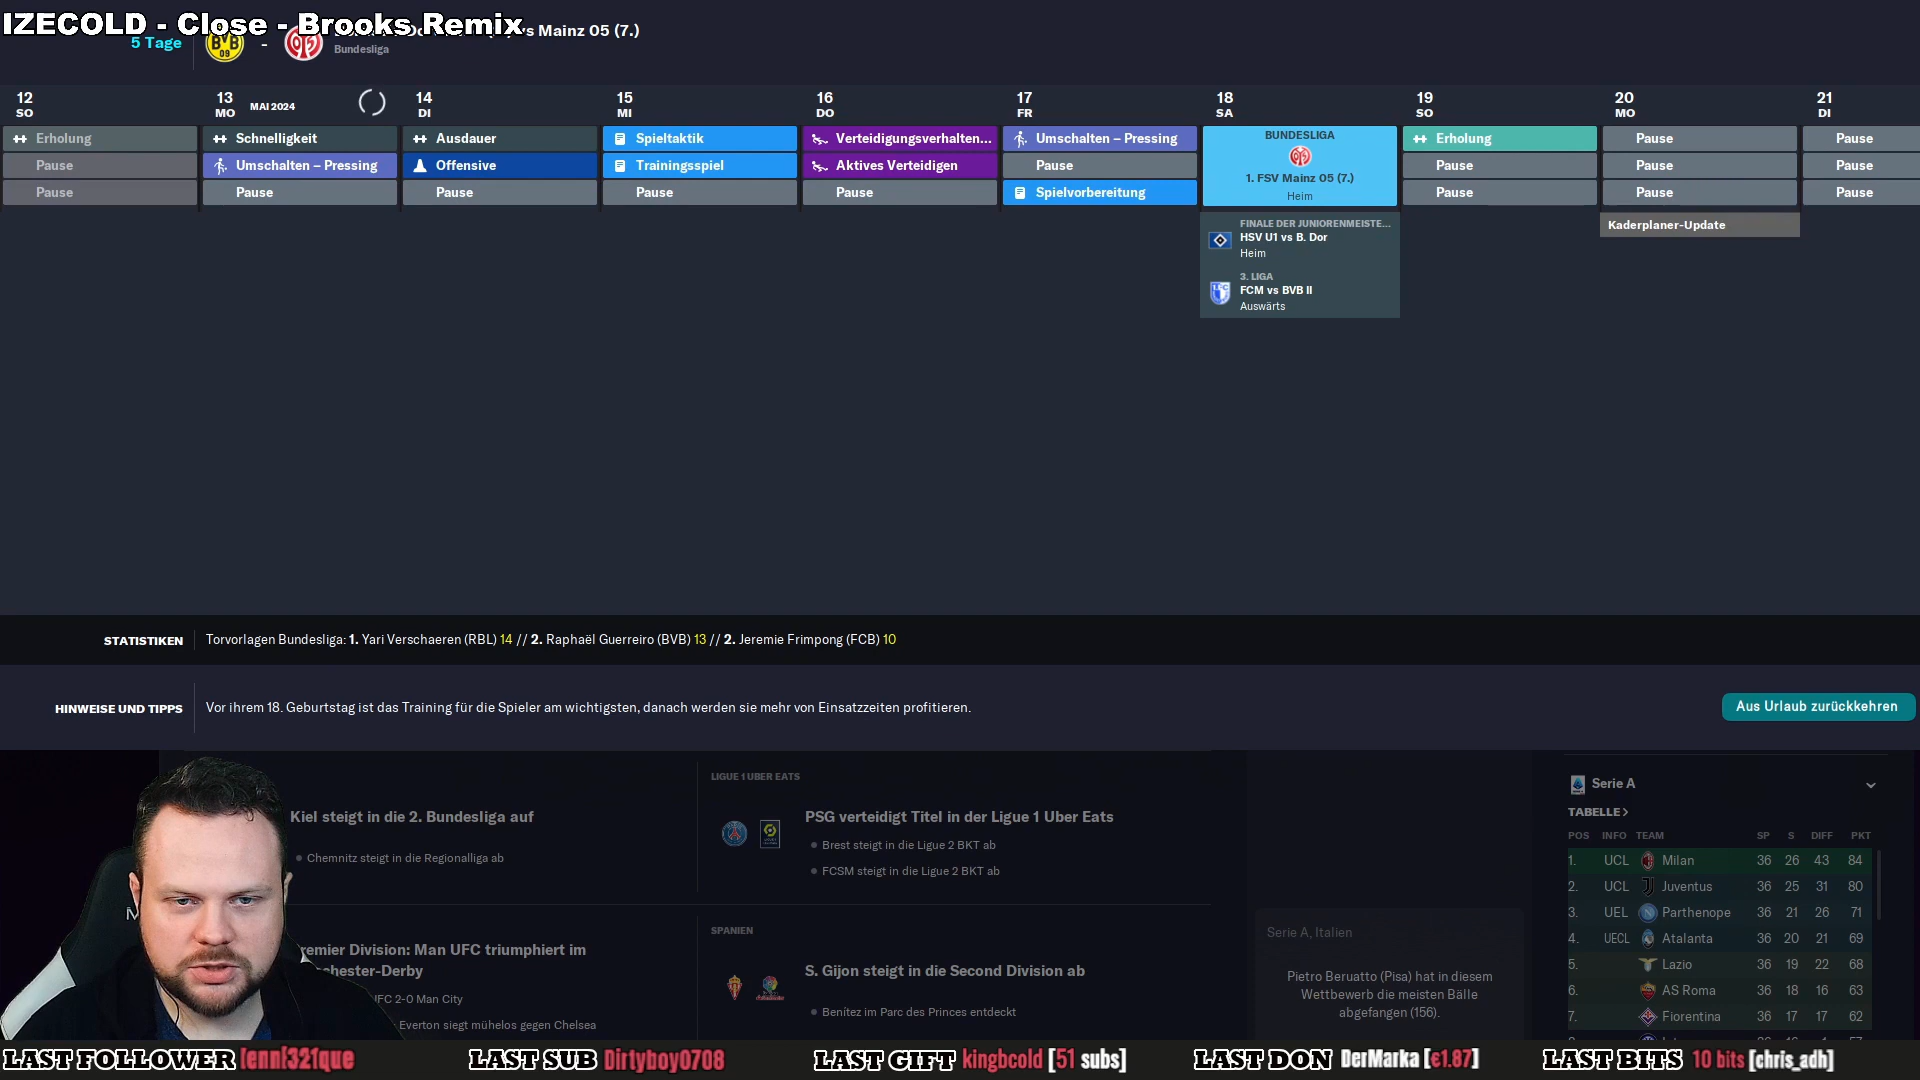 IZECOLD - Close - Brooks Remix
5 Tage
BVB 09
-
vs Mainz 05 (7.)
Bundesliga
12 SO
13 MO MAI 2024
14 DI
15 MI
16 DO
17 FR
18 SA
19 SO
20 MO
21 DI
Erholung
Pause
Pause
Schnelligkeit
Umschalten – Pressing
Pause
Ausdauer
Offensive
Pause
Spieltaktik
Trainingsspiel
Pause
Verteidigungsverhalten...
Aktives Verteidigen
Pause
Umschalten – Pressing
Pause
Spielvorbereitung
BUNDESLIGA
1. FSV Mainz 05 (7.)
Heim
FINALE DER JUNIORENMEISTE...
HSV U1 vs B. Dor
Heim
3. LIGA
FCM vs BVB II
Auswärts
Erholung
Pause
Pause
Pause
Pause
Pause
Kaderplaner-Update
Pause
Pause
Pause
STATISTIKEN
Torvorlagen Bundesliga: 1. Yari Verschaeren (RBL) 14 // 2. Raphaël Guerreiro (BVB) 13 // 2. Jeremie Frimpong (FCB) 10
HINWEISE UND TIPPS
Vor ihrem 18. Geburtstag ist das Training für die Spieler am wichtigsten, danach werden sie mehr von Einsatzzeiten profitieren.
Aus Urlaub zurückkehren
Kiel steigt in die 2. Bundesliga auf
Chemnitz steigt in die Regionalliga ab
LIGUE 1 UBER EATS
PSG verteidigt Titel in der Ligue 1 Uber Eats
Brest steigt in die Ligue 2 BKT ab
FCSM steigt in die Ligue 2 BKT ab
remier Division: Man UFC triumphiert im
chester-Derby
UFC 2-0 Man City
Everton siegt mühelos gegen Chelsea
SPANIEN
S. Gijon steigt in die Second Division ab
Benítez im Parc des Princes entdeckt
Serie A, Italien
Pietro Beruatto (Pisa) hat in diesem
Wettbewerb die meisten Bälle
abgefangen (156).
Serie A
TABELLE
POS INFO TEAM SP S DIFF PKT
1. UCL Milan 36 26 43 84
2. UCL Juventus 36 25 31 80
3. UEL Parthenope 36 21 26 71
4. UECL Atalanta 36 20 21 69
5. Lazio 36 19 22 68
6. AS Roma 36 18 16 63
7. Fiorentina 36 17 17 62
LAST FOLLOWER lennf321que
LAST SUB Dirtyboy0708
LAST GIFT kingbcold [51 subs]
LAST DON DerMarka [€1.87]
LAST BITS 10 bits [chris_adh]